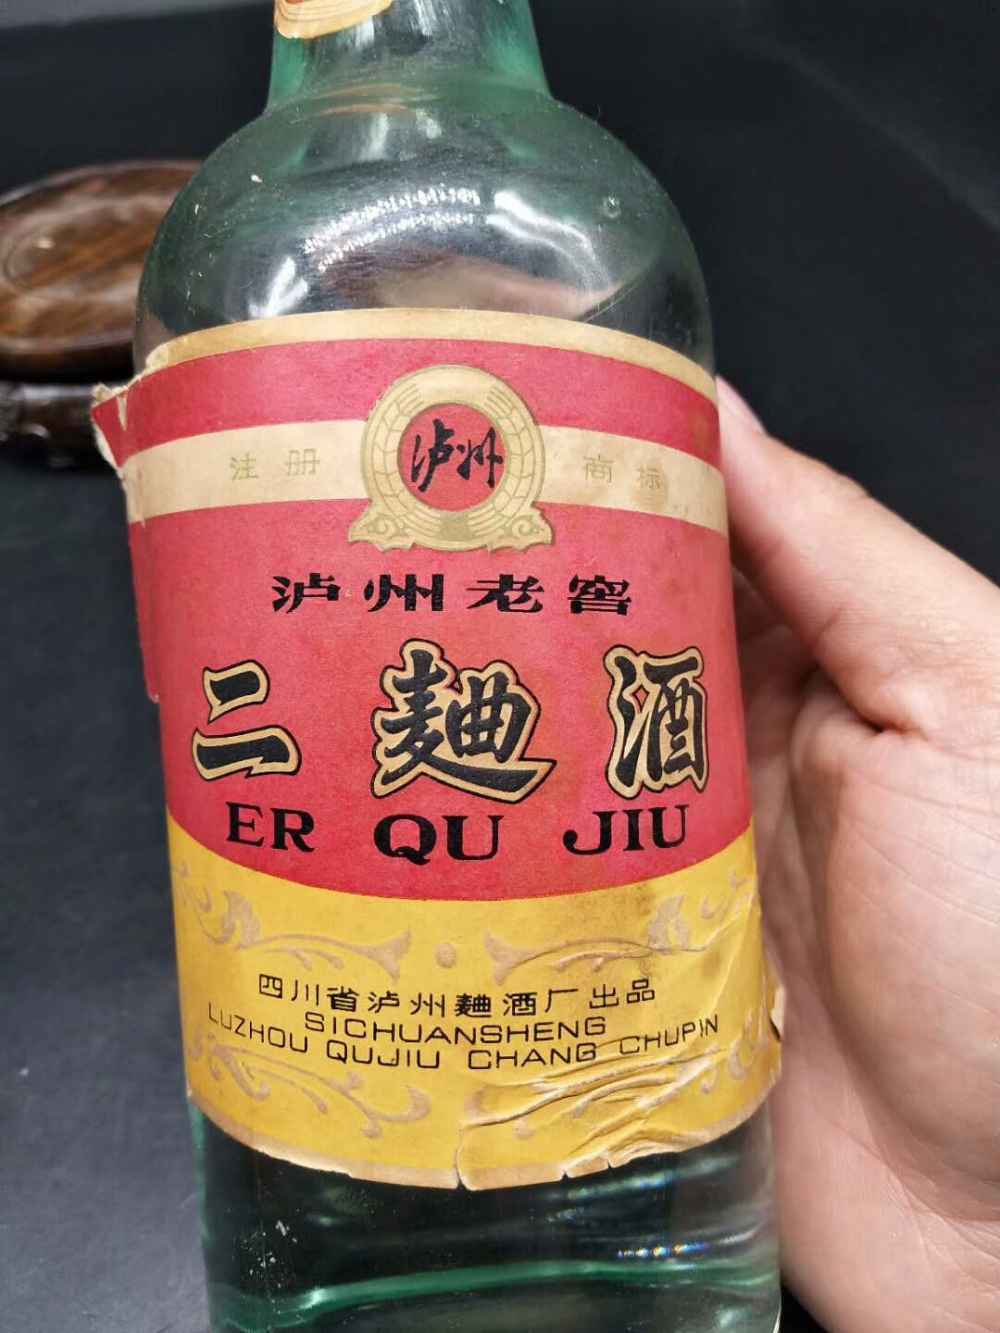 泸州
注册 商标
泸州老窖
二麯酒
ER QU JIU
四川省泸州麯酒厂出品
SICHUANSHENG
LUZHOU QUJIU CHANG CHUPIN